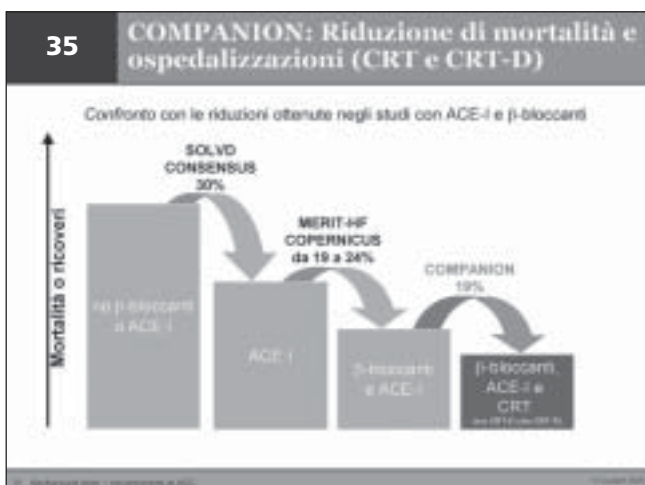 35
COMPANION: Riduzione di mortalità e
ospedalizzazioni (CRT e CRT-D)
Confronto con le riduzioni ottenute negli studi con ACE-I e β-bloccanti
Mortalità o ricoveri
SOLVD
CONSENSUS
30%
MERIT-HF
COPERNICUS
da 19 a 24%
COMPANION
19%
no β-bloccanti
o ACE-I
ACE-I
β-bloccanti
e ACE-I
β-bloccanti,
ACE-I e
CRT